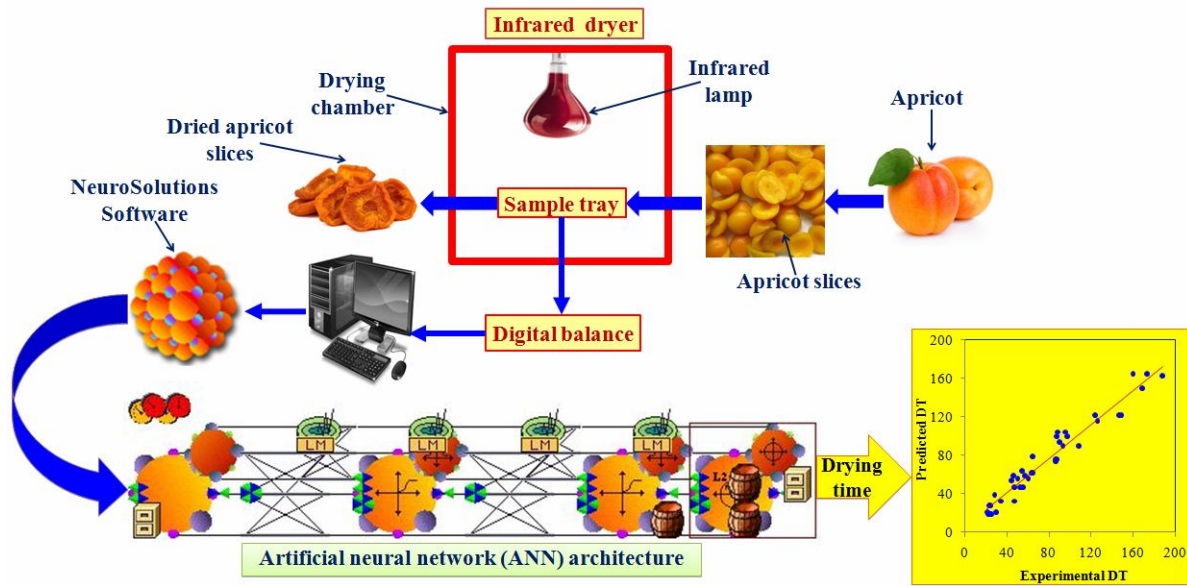 Infrared dryer
Infrared
lamp
Drying
chamber
Apricot
Dried apricot
slices
NeuroSolutions
Software
Sample tray
Apricot slices
Digital balance
LM
LM
LM
LM
L2
Drying
time
Artificial neural network (ANN) architecture
200
160
120
80
40
0
Predicted DT
0
40
80
120
160
200
Experimental DT